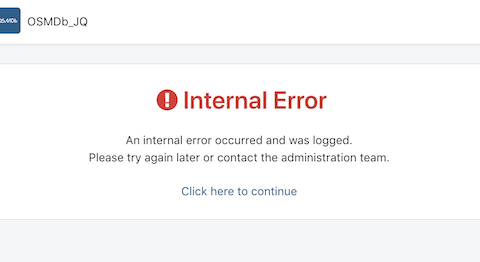 OSMDb
OSMDb_JQ
Internal Error
An internal error occurred and was logged.
Please try again later or contact the administration team.
Click here to continue